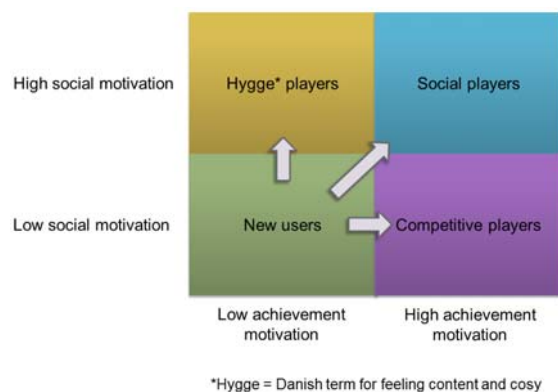 High social motivation
Hygge* players
Social players
Low social motivation
New users
Competitive players
Low achievement
motivation
High achievement
motivation
*Hygge = Danish term for feeling content and cosy